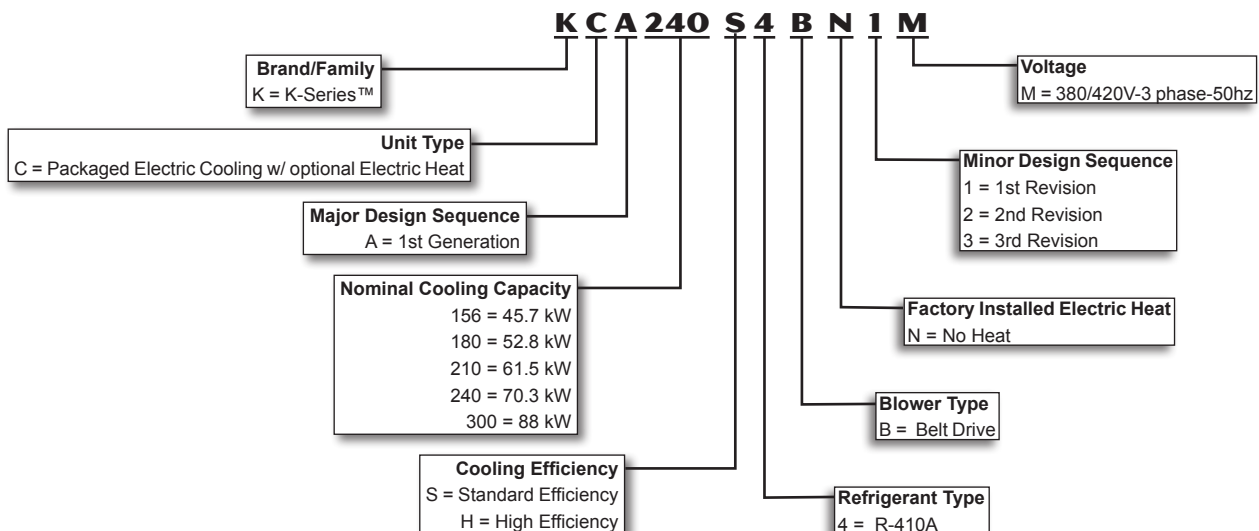 K C A 240 S 4 B N 1 M
Brand/Family
K = K-Series™
Voltage
M = 380/420V-3 phase-50hz
Unit Type
C = Packaged Electric Cooling w/ optional Electric Heat
Minor Design Sequence
1 = 1st Revision
2 = 2nd Revision
3 = 3rd Revision
Major Design Sequence
A = 1st Generation
Nominal Cooling Capacity
156 = 45.7 kW
180 = 52.8 kW
210 = 61.5 kW
240 = 70.3 kW
300 = 88 kW
Factory Installed Electric Heat
N = No Heat
Blower Type
B = Belt Drive
Cooling Efficiency
S = Standard Efficiency
H = High Efficiency
Refrigerant Type
4 = R-410A